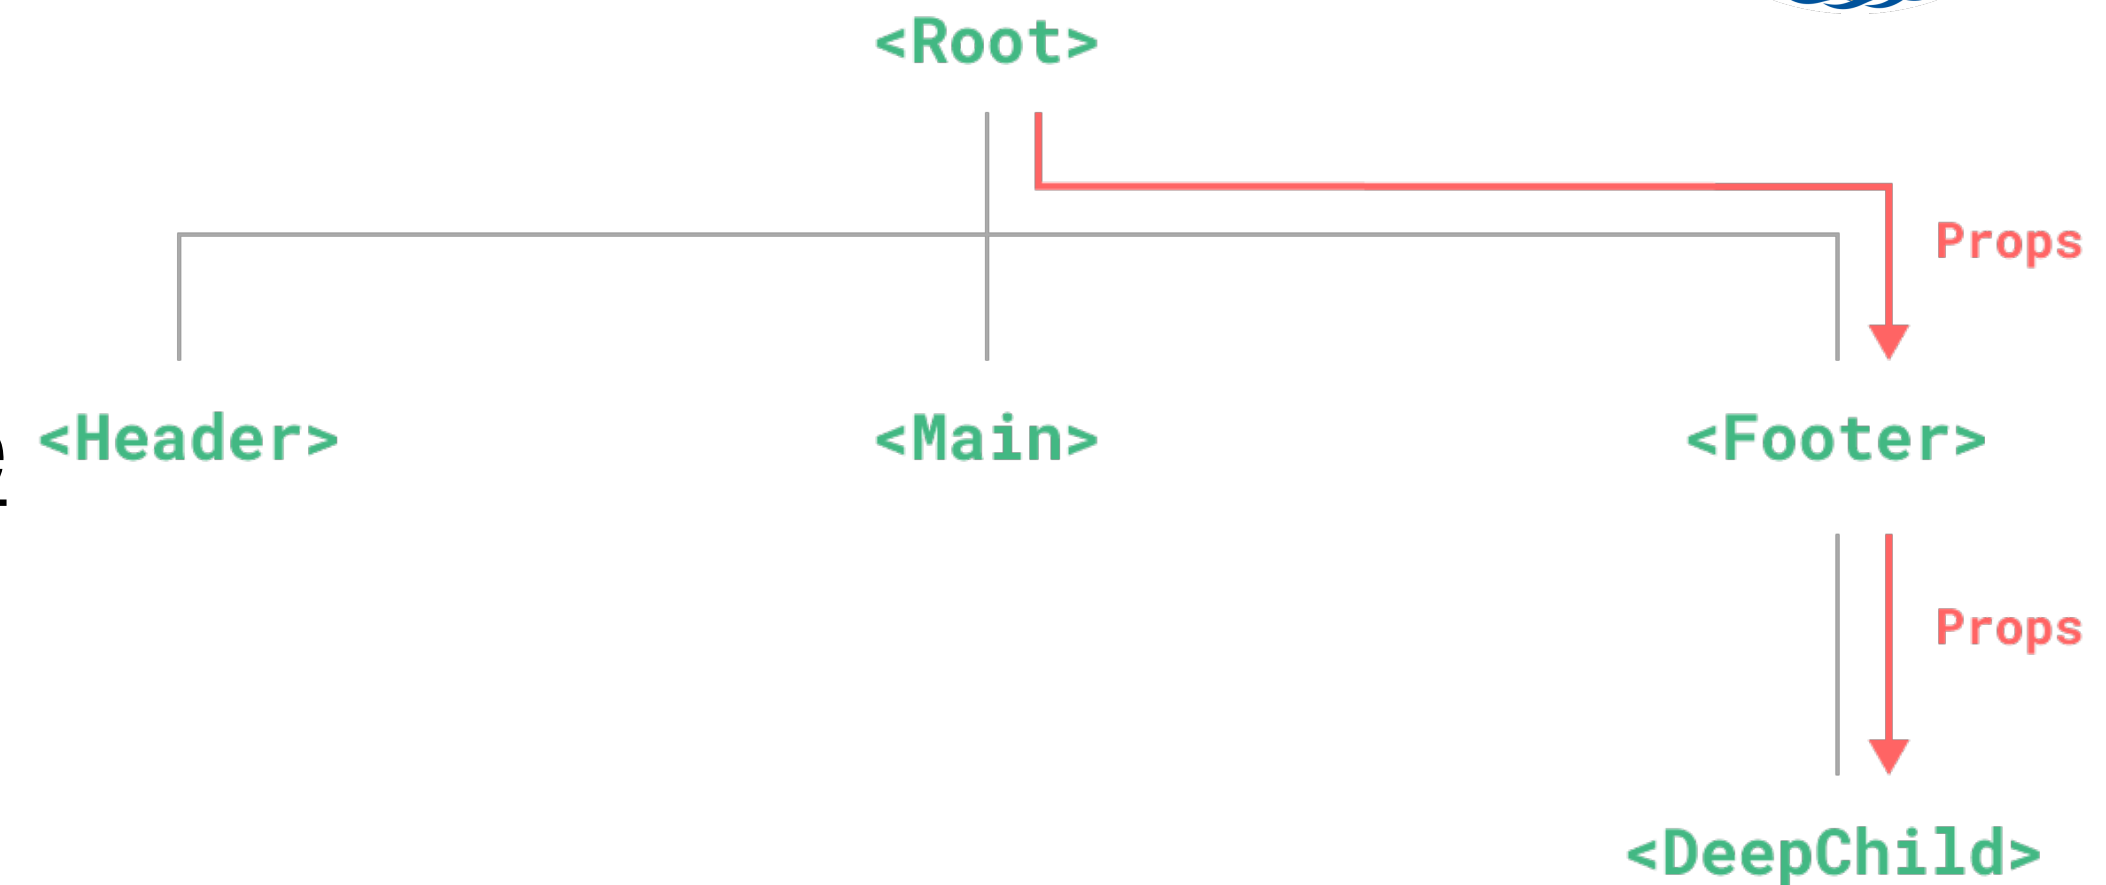 <Root>
Props
<Header>
<Main>
<Footer>
Props
<DeepChild>